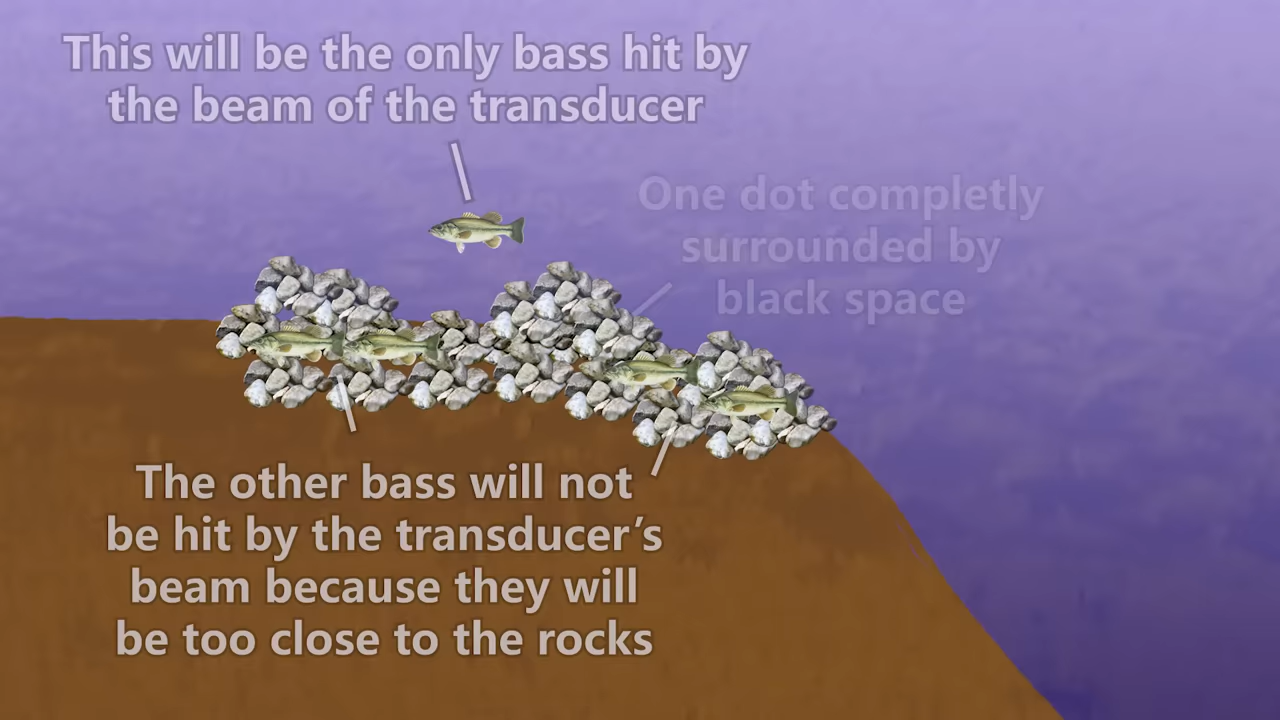 This will be the only bass hit by
the beam of the transducer
One dot completly
surrounded by
black space
The other bass will not
be hit by the transducer’s
beam because they will
be too close to the rocks